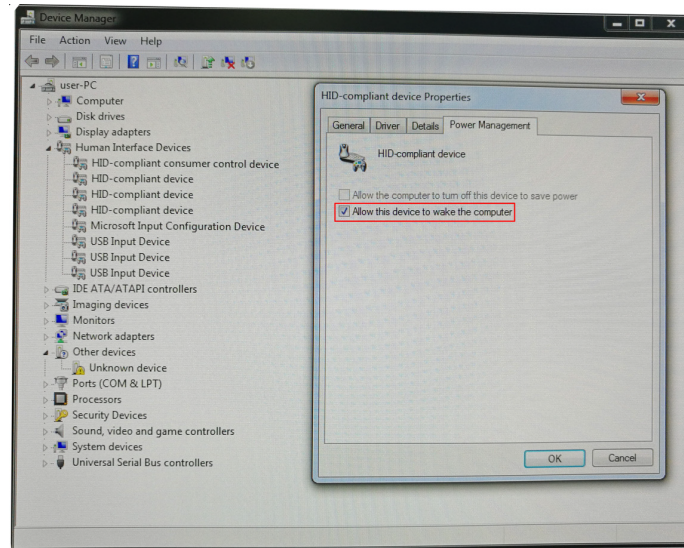 Device Manager
File Action View Help
user-PC
Computer
Disk drives
Display adapters
Human Interface Devices
HID-compliant consumer control device
HID-compliant device
HID-compliant device
HID-compliant device
Microsoft Input Configuration Device
USB Input Device
USB Input Device
USB Input Device
IDE ATA/ATAPI controllers
Imaging devices
Monitors
Network adapters
Other devices
Unknown device
Ports (COM & LPT)
Processors
Security Devices
Sound, video and game controllers
System devices
Universal Serial Bus controllers
HID-compliant device Properties
General Driver Details Power Management
HID-compliant device
Allow the computer to turn off this device to save power
Allow this device to wake the computer
OK Cancel